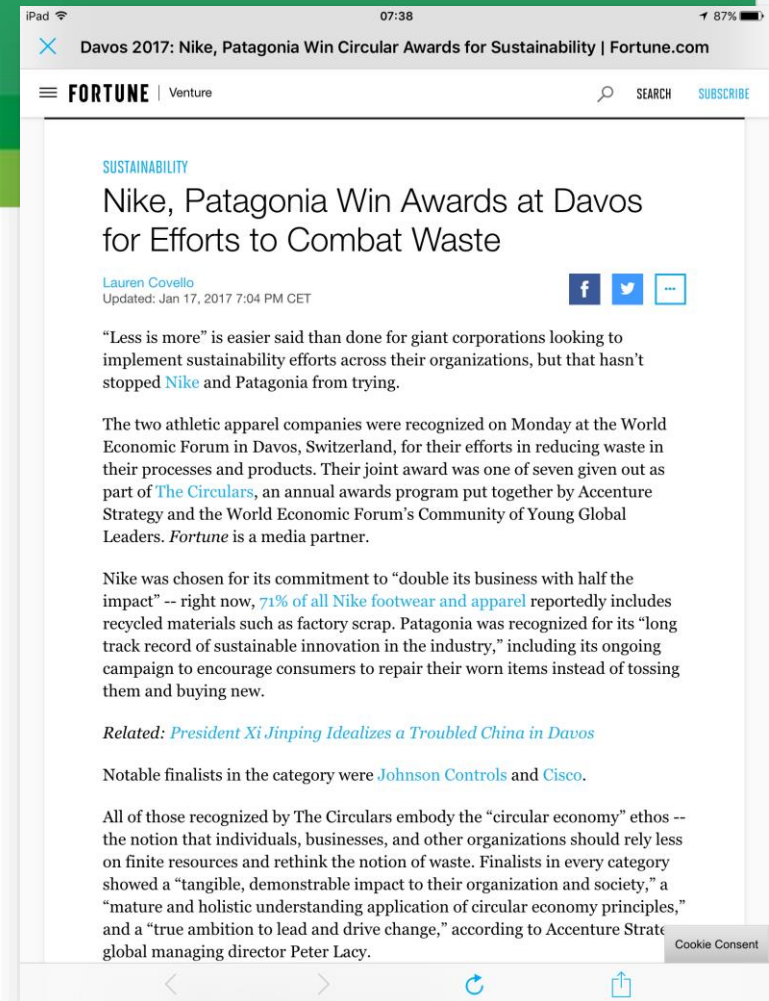 iPad 07:38 87%
Davos 2017: Nike, Patagonia Win Circular Awards for Sustainability | Fortune.com
FORTUNE | Venture SEARCH SUBSCRIBE
SUSTAINABILITY
Nike, Patagonia Win Awards at Davos
for Efforts to Combat Waste
Lauren Covello
Updated: Jan 17, 2017 7:04 PM CET
“Less is more” is easier said than done for giant corporations looking to
implement sustainability efforts across their organizations, but that hasn’t
stopped Nike and Patagonia from trying.
The two athletic apparel companies were recognized on Monday at the World
Economic Forum in Davos, Switzerland, for their efforts in reducing waste in
their processes and products. Their joint award was one of seven given out as
part of The Circulars, an annual awards program put together by Accenture
Strategy and the World Economic Forum’s Community of Young Global
Leaders. Fortune is a media partner.
Nike was chosen for its commitment to “double its business with half the
impact” -- right now, 71% of all Nike footwear and apparel reportedly includes
recycled materials such as factory scrap. Patagonia was recognized for its “long
track record of sustainable innovation in the industry,” including its ongoing
campaign to encourage consumers to repair their worn items instead of tossing
them and buying new.
Related: President Xi Jinping Idealizes a Troubled China in Davos
Notable finalists in the category were Johnson Controls and Cisco.
All of those recognized by The Circulars embody the “circular economy” ethos --
the notion that individuals, businesses, and other organizations should rely less
on finite resources and rethink the notion of waste. Finalists in every category
showed a “tangible, demonstrable impact to their organization and society,” a
“mature and holistic understanding application of circular economy principles,”
and a “true ambition to lead and drive change,” according to Accenture Strate
global managing director Peter Lacy.
Cookie Consent